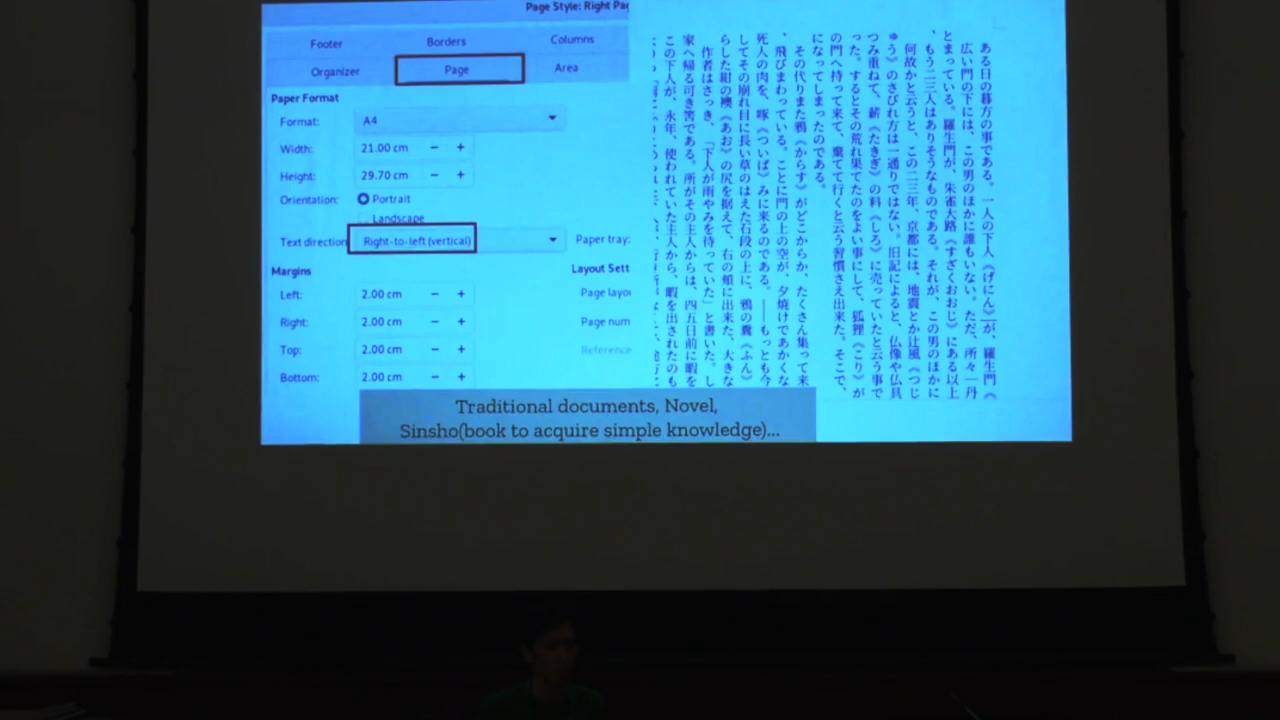 Page Style: Right Pag
Footer Borders Columns
Organizer Page Area
Paper Format
Format: A4
Width: 21.00 cm − +
Height: 29.70 cm − +
Orientation: Portrait
Landscape
Text direction Right-to-left (vertical) Paper tray:
Margins Layout Sett
Left: 2.00 cm − + Page layou
Right: 2.00 cm − + Page num
Top: 2.00 cm − + Reference
Bottom: 2.00 cm − +
ある日の暮方の事である。一人の下人《げにん》が、羅生門《
広い門の下には、この男のほかに誰もいない。ただ、所々｜丹
とまっている。羅生門が、朱雀大路《すざくおおじ》にある以上
、もう二三人はありそうなものである。それが、この男のほかに
何故かと云うと、この二三年、京都には、地震とか辻風《つじ
ゅう》のさびれ方は一通りではない。旧記によると、仏像や仏具
つみ重ねて、薪《たきぎ》の料《しろ》に売っていたと云う事で
った。するとその荒れ果てたのをよい事にして、狐狸《こり》が
の門へ持って来て、棄てて行くと云う習慣さえ出来た。そこで、
になってしまったのである。
その代りまた鴉《からす》がどこからか、たくさん集って来
、飛びまわっている。ことに門の上の空が、夕焼けであかくな
死人の肉を、啄《ついば》みに来るのである。――もっとも今
してその崩れ目に長い草のはえた石段の上に、鴉の糞《ふん》
らした紺の襖《あお》の尻を据えて、右の頬に出来た、大きな
作者はさっき、「下人が雨やみを待っていた」と書いた。し
家へ帰る可き筈である。所がその主人からは、四五日前に暇を
この下人が、永年、使われていた主人から、暇を出されたのも
Traditional documents, Novel,
Sinsho(book to acquire simple knowledge)...